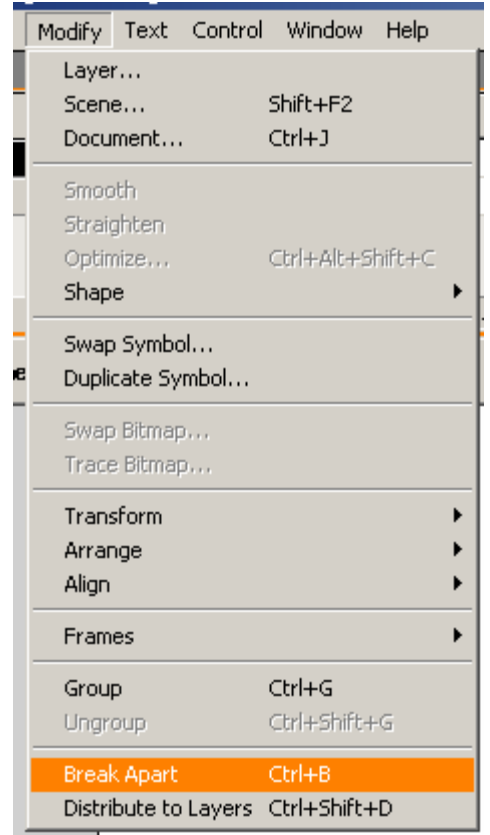 Modify Text Control Window Help
Layer...
Scene... Shift+F2
Document... Ctrl+J
Smooth
Straighten
Optimize... Ctrl+Alt+Shift+C
Shape
Swap Symbol...
Duplicate Symbol...
Swap Bitmap...
Trace Bitmap...
Transform
Arrange
Align
Frames
Group Ctrl+G
Ungroup Ctrl+Shift+G
Break Apart Ctrl+B
Distribute to Layers Ctrl+Shift+D